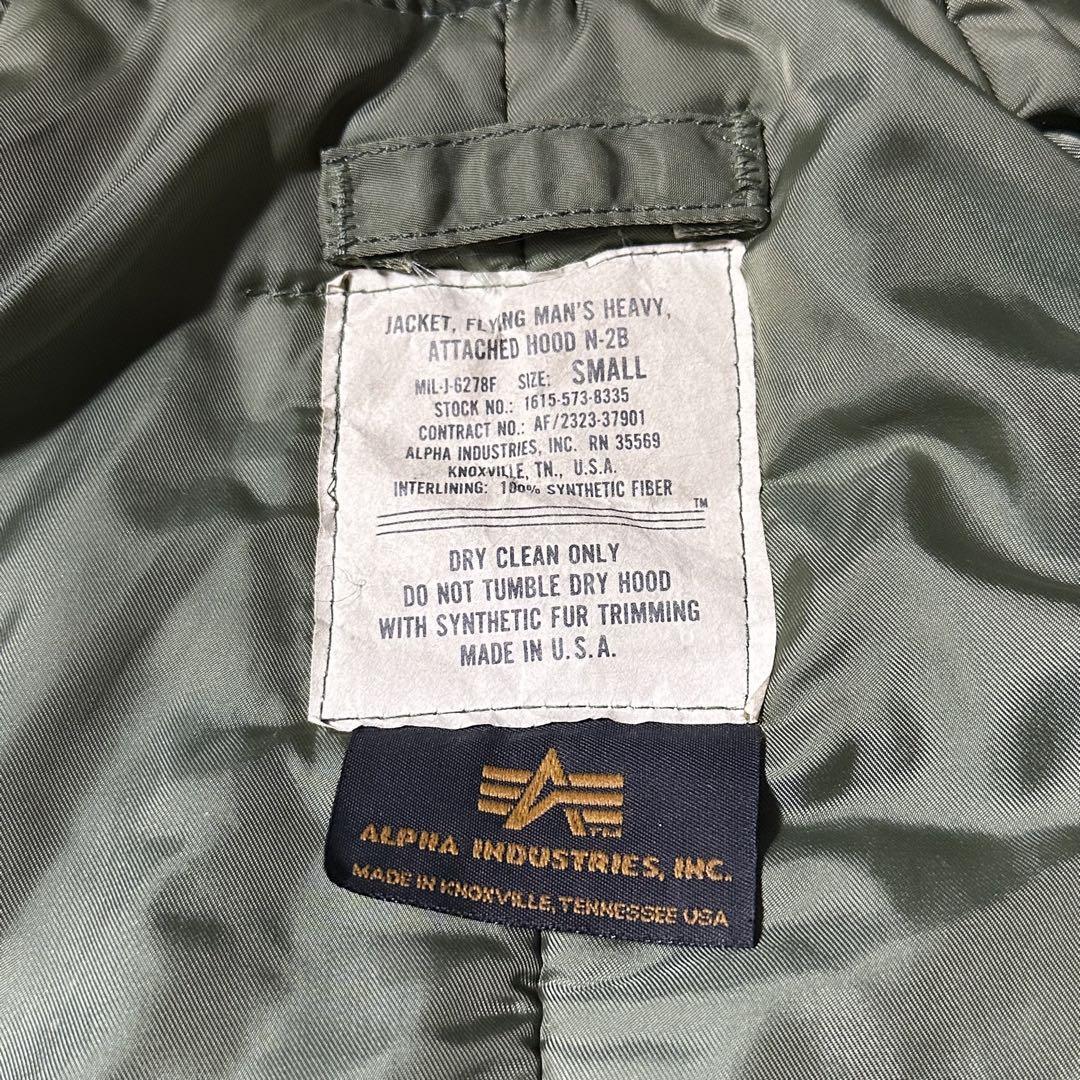 JACKET, FLYING MAN'S HEAVY,
ATTACHED HOOD N-2B
MIL-J-6278F SIZE: SMALL
STOCK NO.: 1615-573-8335
CONTRACT NO.: AF/2323-37901
ALPHA INDUSTRIES, INC. RN 35569
KNOXVILLE, TN., U.S.A.
INTERLINING: 100% SYNTHETIC FIBER
TM
DRY CLEAN ONLY
DO NOT TUMBLE DRY HOOD
WITH SYNTHETIC FUR TRIMMING
MADE IN U.S.A.
TM
ALPHA INDUSTRIES, INC.
MADE IN KNOXVILLE, TENNESSEE USA